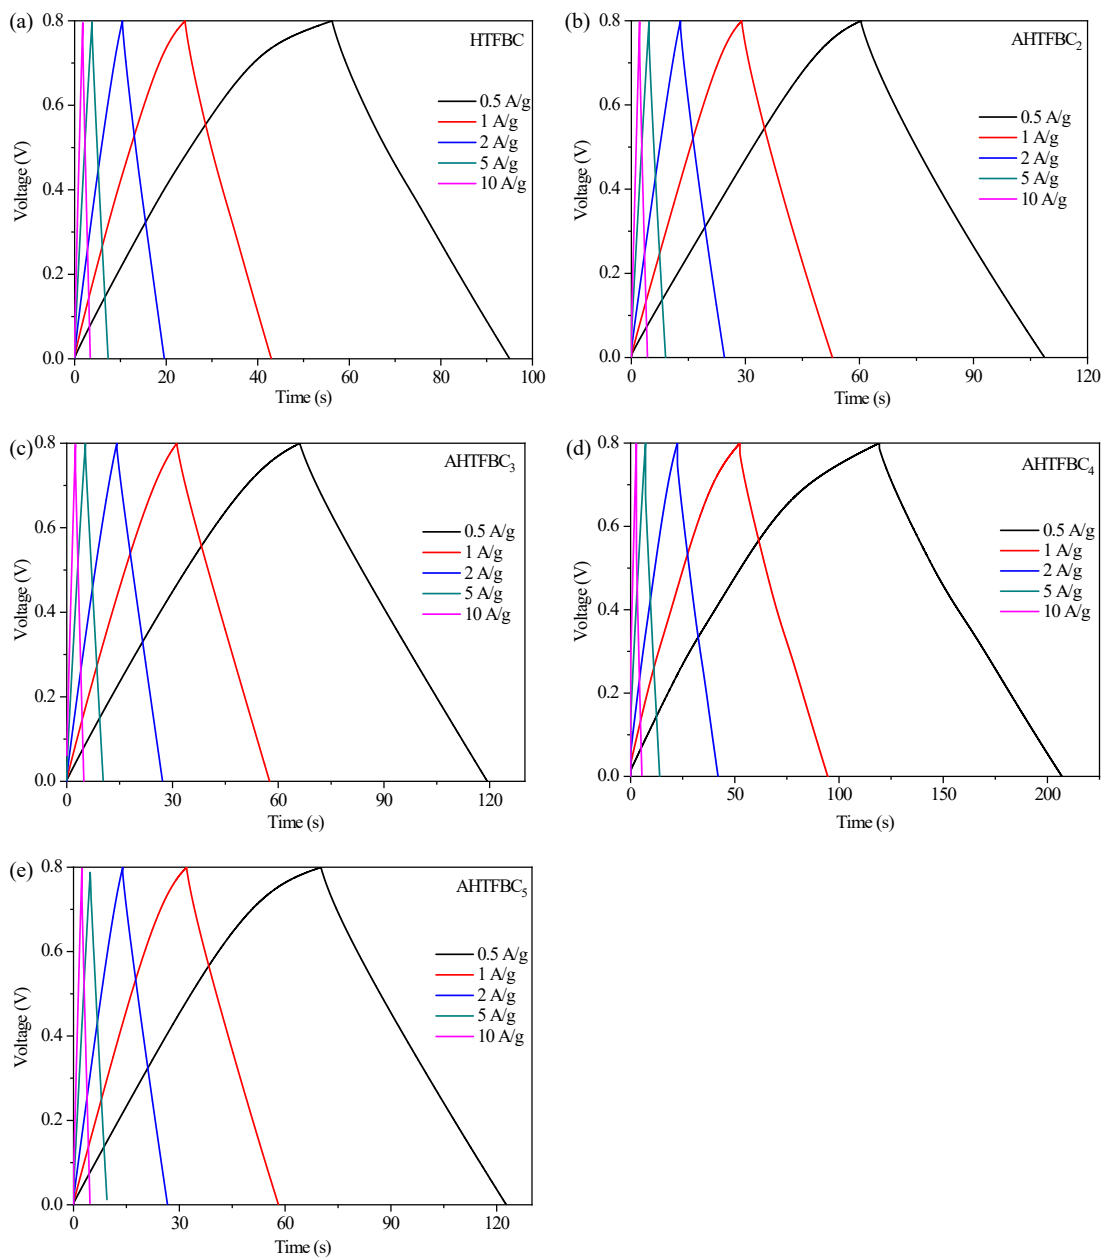 (a)
HTFBC
0.5 A/g
1 A/g
2 A/g
5 A/g
10 A/g
Voltage (V)
0.8
0.6
0.4
0.2
0.0
0 20 40 60 80 100
Time (s)
(b)
AHTFBC₂
0.5 A/g
1 A/g
2 A/g
5 A/g
10 A/g
Voltage (V)
0.8
0.6
0.4
0.2
0.0
0 30 60 90 120
Time (s)
(c)
AHTFBC₃
0.5 A/g
1 A/g
2 A/g
5 A/g
10 A/g
Voltage (V)
0.8
0.6
0.4
0.2
0.0
0 30 60 90 120
Time (s)
(d)
AHTFBC₄
0.5 A/g
1 A/g
2 A/g
5 A/g
10 A/g
Voltage (V)
0.8
0.6
0.4
0.2
0.0
0 50 100 150 200
Time (s)
(e)
AHTFBC₅
0.5 A/g
1 A/g
2 A/g
5 A/g
10 A/g
Voltage (V)
0.8
0.6
0.4
0.2
0.0
0 30 60 90 120
Time (s)